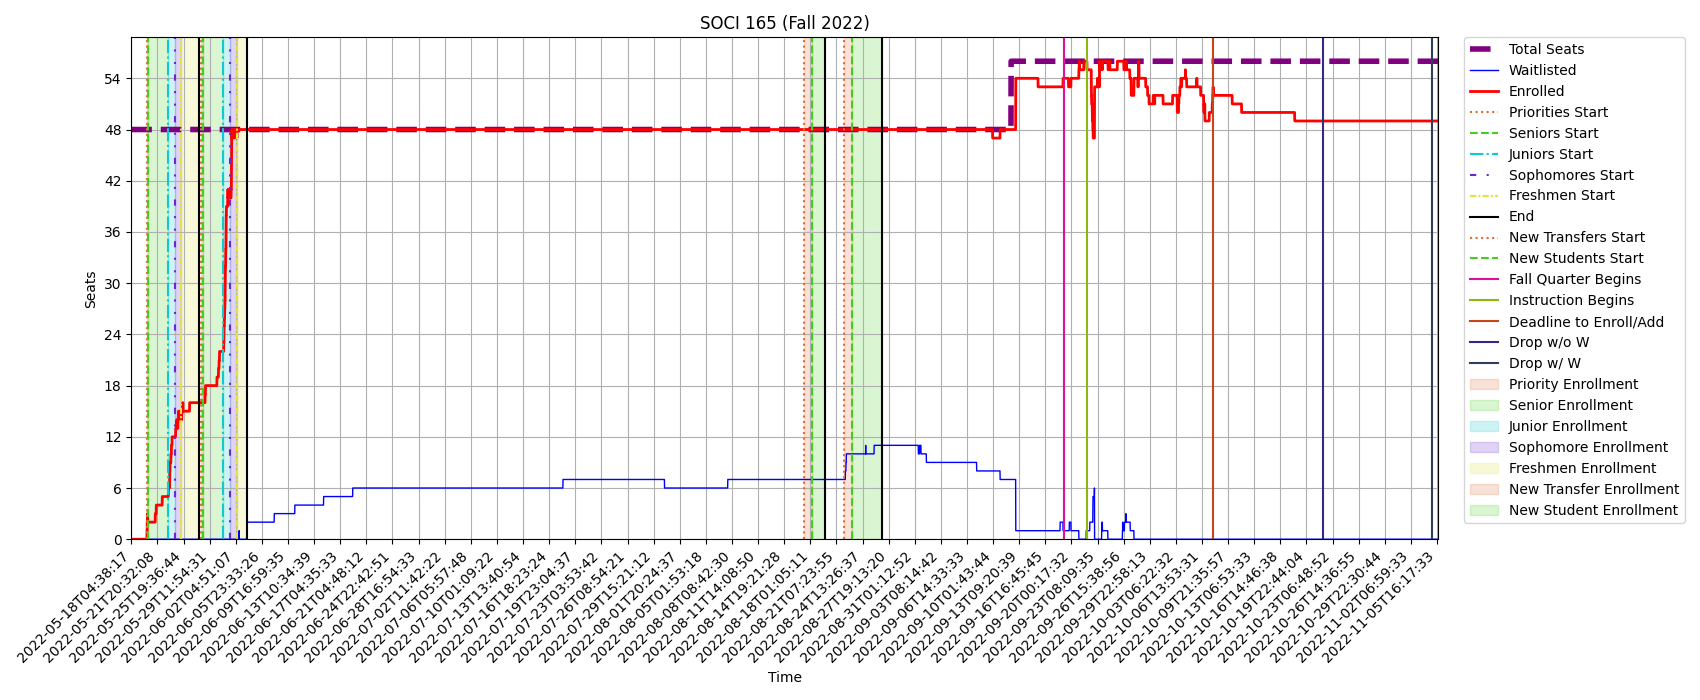 SOCI 165 (Fall 2022)
Seats
54
48
42
36
30
24
18
12
6
0
2022-05-18T04:38:17
2022-05-21T20:32:08
2022-05-25T19:36:44
2022-05-29T11:54:31
2022-06-02T04:51:07
2022-06-05T23:33:26
2022-06-09T16:59:35
2022-06-13T10:34:39
2022-06-17T04:35:33
2022-06-21T04:48:12
2022-06-24T22:42:51
2022-06-28T16:54:33
2022-07-02T11:42:22
2022-07-06T05:57:48
2022-07-10T01:09:22
2022-07-13T13:40:54
2022-07-16T18:23:24
2022-07-19T23:04:37
2022-07-23T03:53:42
2022-07-26T08:54:21
2022-07-29T15:21:12
2022-08-01T20:24:37
2022-08-05T01:53:18
2022-08-08T08:42:30
2022-08-11T14:08:50
2022-08-14T19:21:28
2022-08-18T01:05:11
2022-08-21T07:23:55
2022-08-24T13:26:37
2022-08-27T19:13:20
2022-08-31T01:12:52
2022-09-03T08:14:42
2022-09-06T14:33:33
2022-09-10T01:43:44
2022-09-13T09:20:39
2022-09-16T16:45:45
2022-09-20T00:17:32
2022-09-23T08:09:35
2022-09-26T15:38:56
2022-09-29T22:58:13
2022-10-03T06:22:32
2022-10-06T13:53:31
2022-10-09T21:35:57
2022-10-13T06:53:33
2022-10-16T14:46:38
2022-10-19T22:44:04
2022-10-23T06:48:52
2022-10-26T14:36:55
2022-10-29T22:30:44
2022-11-02T06:59:33
2022-11-05T16:17:33
Time
Total Seats
Waitlisted
Enrolled
Priorities Start
Seniors Start
Juniors Start
Sophomores Start
Freshmen Start
End
New Transfers Start
New Students Start
Fall Quarter Begins
Instruction Begins
Deadline to Enroll/Add
Drop w/o W
Drop w/ W
Priority Enrollment
Senior Enrollment
Junior Enrollment
Sophomore Enrollment
Freshmen Enrollment
New Transfer Enrollment
New Student Enrollment